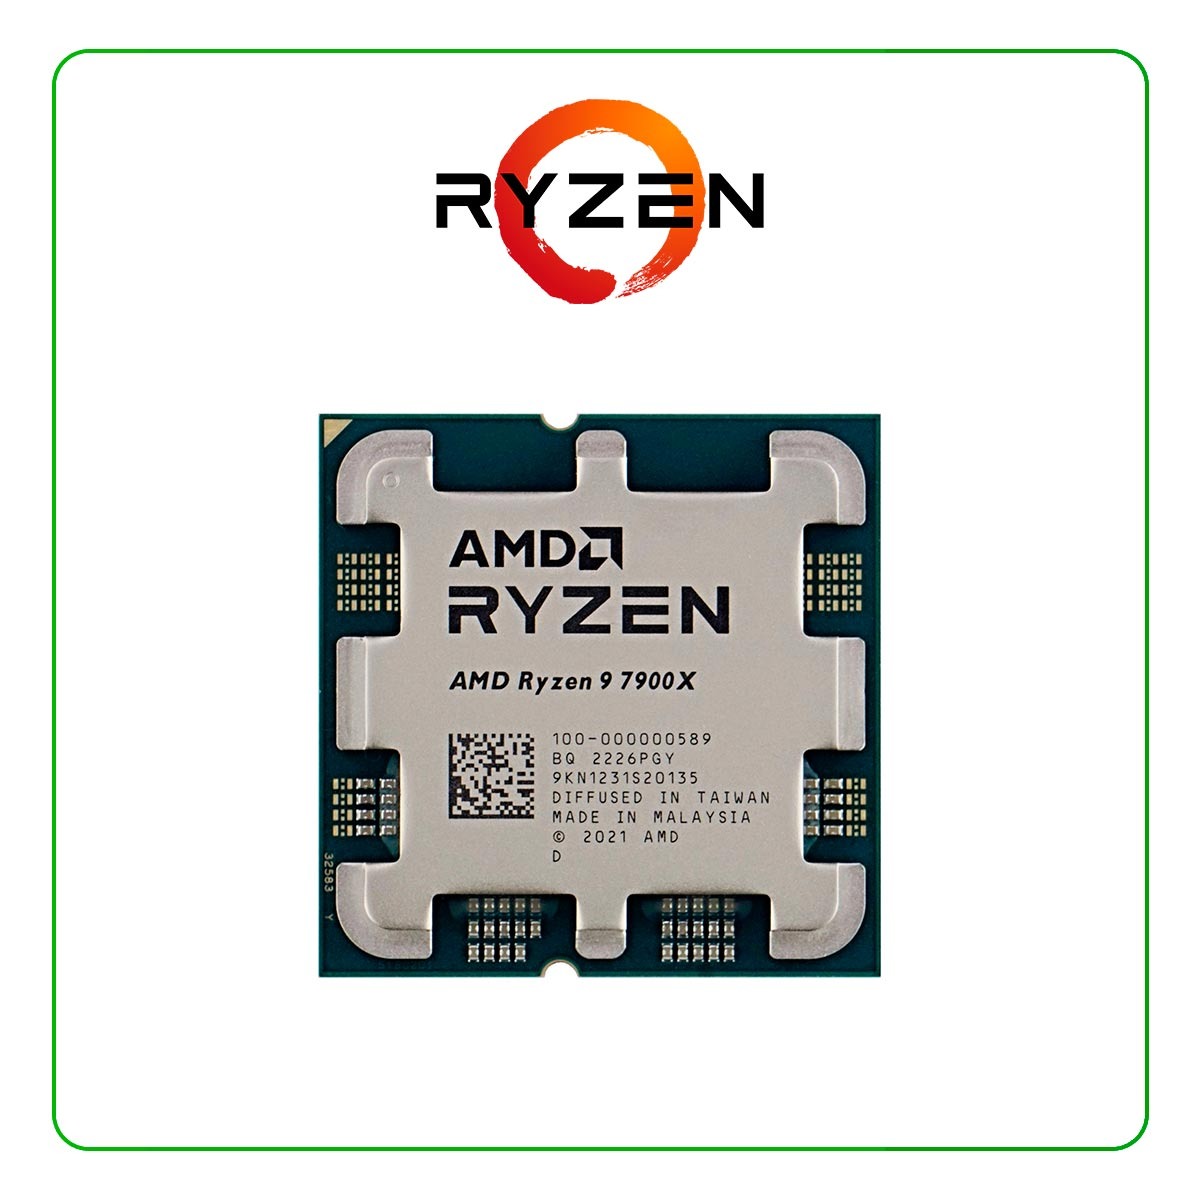 RYZEN
AMD
RYZEN
AMD Ryzen 9 7900X
100-000000589
BQ 2226PGY
9KN1231S20135
DIFFUSED IN TAIWAN
MADE IN MALAYSIA
© 2021 AMD
D
32583 Y